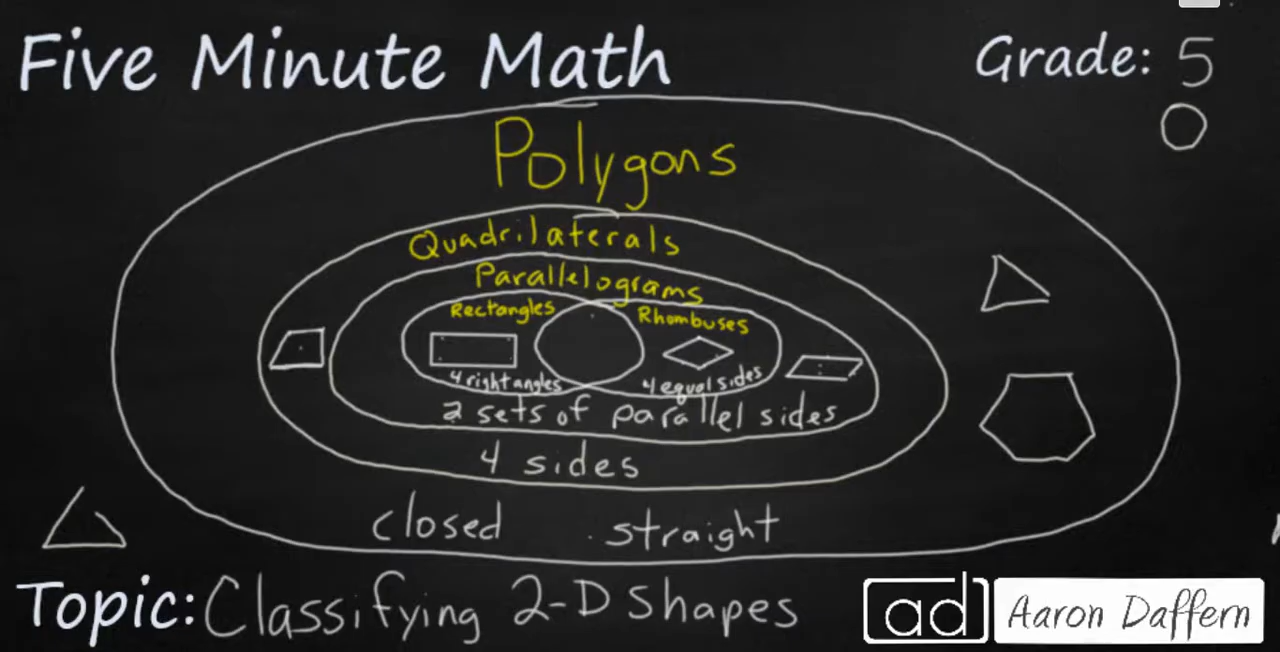 Five Minute Math
Grade: 5
Polygons
Quadrilaterals
Parallelograms
Rectangles
Rhombuses
4 right angles
4 equal sides
2 sets of parallel sides
4 sides
closed straight
Topic: Classifying 2-D Shapes
ad Aaron Daffern